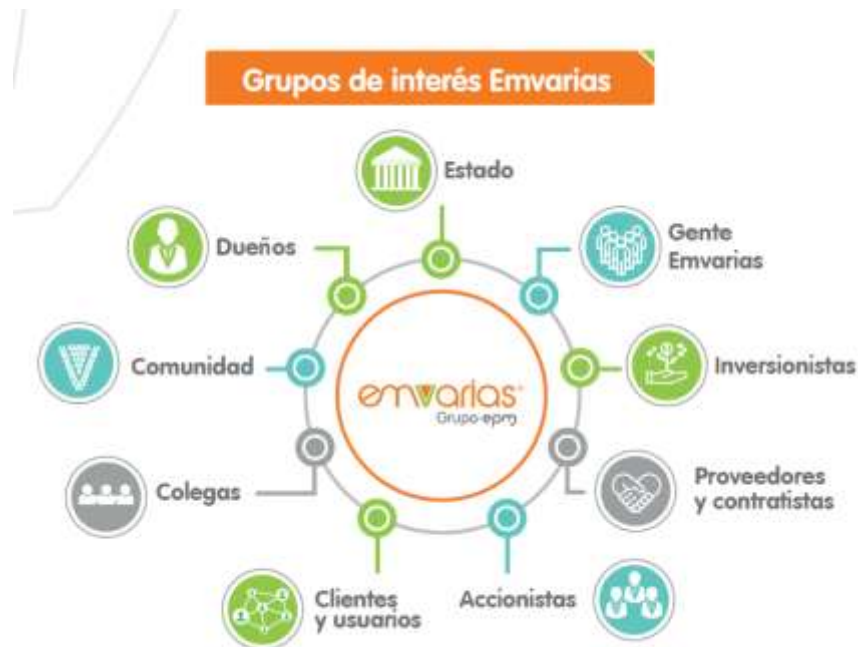 Grupos de interés Emvarias
Estado
Gente
Emvarias
Dueños
Comunidad
Inversionistas
emvarias®
Grupo·epm
Colegas
Proveedores
y contratistas
Clientes
y usuarios
Accionistas